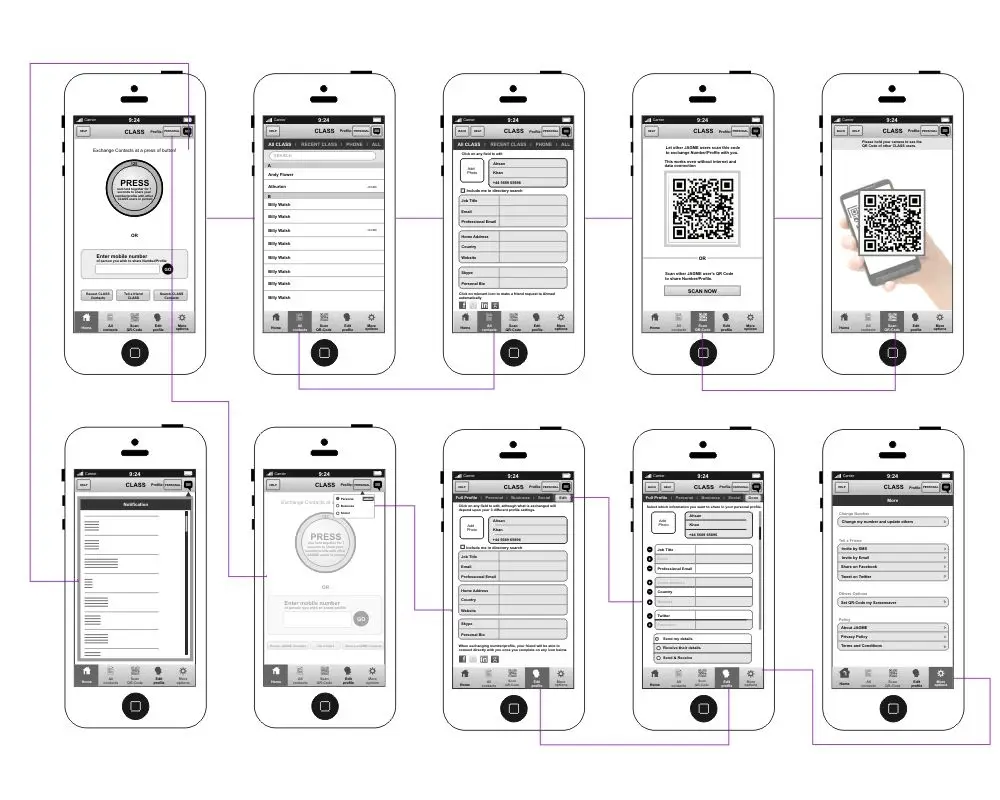 Carrier
9:24
HELP
CLASS
Profile
PERSONAL
Exchange Contacts at a press of button!
OR
PRESS
OR
Enter mobile number
of person you wish to share Number/Profile
GO
Recent CLASS
Contacts
Tell a friend
CLASS
Search CLASS
Contacts
Home
All
contacts
Scan
QR-Code
Edit
profile
More
options
Carrier
9:24
HELP
CLASS
Profile
PERSONAL
All CLASS | RECENT CLASS | PHONE | ALL
SEARCH
A
Andy Flower
Alburton
B
Billy Walsh
Billy Walsh
Billy Walsh
Billy Walsh
Billy Walsh
Billy Walsh
Billy Walsh
Billy Walsh
Home
All
contacts
Scan
QR-Code
Edit
profile
More
options
Carrier
9:24
BACK
HELP
CLASS
Profile
PERSONAL
All CLASS | RECENT CLASS | PHONE | ALL
Click on any field to edit
Add
Photo
Ahsan
Khan
+44 5689 65895
Include me in directory search
Job Title
Email
Professional Email
Home Address
Country
Website
Skype
Personal Bio
Click on relevant icon to make a friend request is Ahmed
automatically
Home
All
contacts
Scan
QR-Code
Edit
profile
More
options
Carrier
9:24
HELP
CLASS
Profile
PERSONAL
Let other JAGME users scan this code
to exchange Number/Profile with you.
This works even without internet and
data connection
OR
Scan other JAGME user's QR Code
to share Number/Profile
SCAN NOW
Home
All
contacts
Scan
QR-Code
Edit
profile
More
options
Carrier
9:24
BACK
HELP
CLASS
Profile
PERSONAL
Please hold your camera to see the
QR Code of other CLASS users
Home
All
contacts
Scan
QR-Code
Edit
profile
More
options
Carrier
9:24
HELP
CLASS
Profile
PERSONAL
Notification
Home
All
contacts
Scan
QR-Code
Edit
profile
More
options
Carrier
9:24
HELP
CLASS
Profile
PERSONAL
Exchange Contacts at a
Personal
Business
Social
PRESS
OR
Enter mobile number
GO
Home
All
contacts
Scan
QR-Code
Edit
profile
More
options
Carrier
9:24
HELP
CLASS
Profile
PERSONAL
Full Profile | Personal | Business | Social
Edit
Click on any field to edit, although what is exchanged will
depend upon your 3 different profile settings.
Add
Photo
Ahsan
Khan
+44 5689 65895
Include me in directory search
Job Title
Email
Professional Email
Home Address
Country
Website
Skype
Personal Bio
When exchanging number/profile, your friend will be able to
connect directly with you once you complete on any icon below
Home
All
contacts
Scan
QR-Code
Edit
profile
More
options
Carrier
9:24
BACK
HELP
CLASS
Profile
PERSONAL
Full Profile | Personal | Business | Social
Done
Select which information you want to share in your personal profile.
Add
Photo
Ahsan
Khan
+44 5689 65895
Job Title
Email
Professional Email
Home Address
Country
Website
Twitter
Send my details
Receive their details
Send & Receive
Home
All
contacts
Scan
QR-Code
Edit
profile
More
options
Carrier
9:24
BACK
HELP
CLASS
Profile
PERSONAL
More
Change Number
Change my number and update others
Tell a Friend
Invite by SMS
Invite by Email
Share on Facebook
Tweet on Twitter
Others Options
Set QR-Code my Screensaver
Policy
About JAGME
Privacy Policy
Terms and Conditions
Home
All
contacts
Scan
QR-Code
Edit
profile
More
options